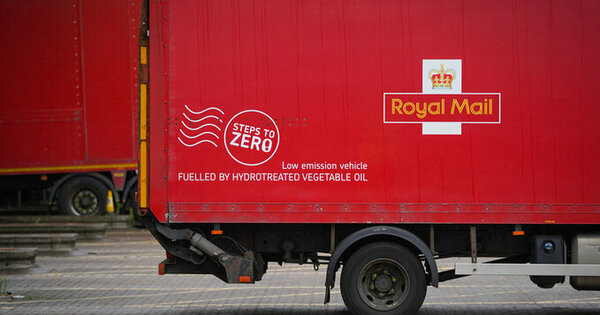 Royal Mail
STEPS TO
ZERO
Low emission vehicle
FUELLED BY HYDROTREATED VEGETABLE OIL